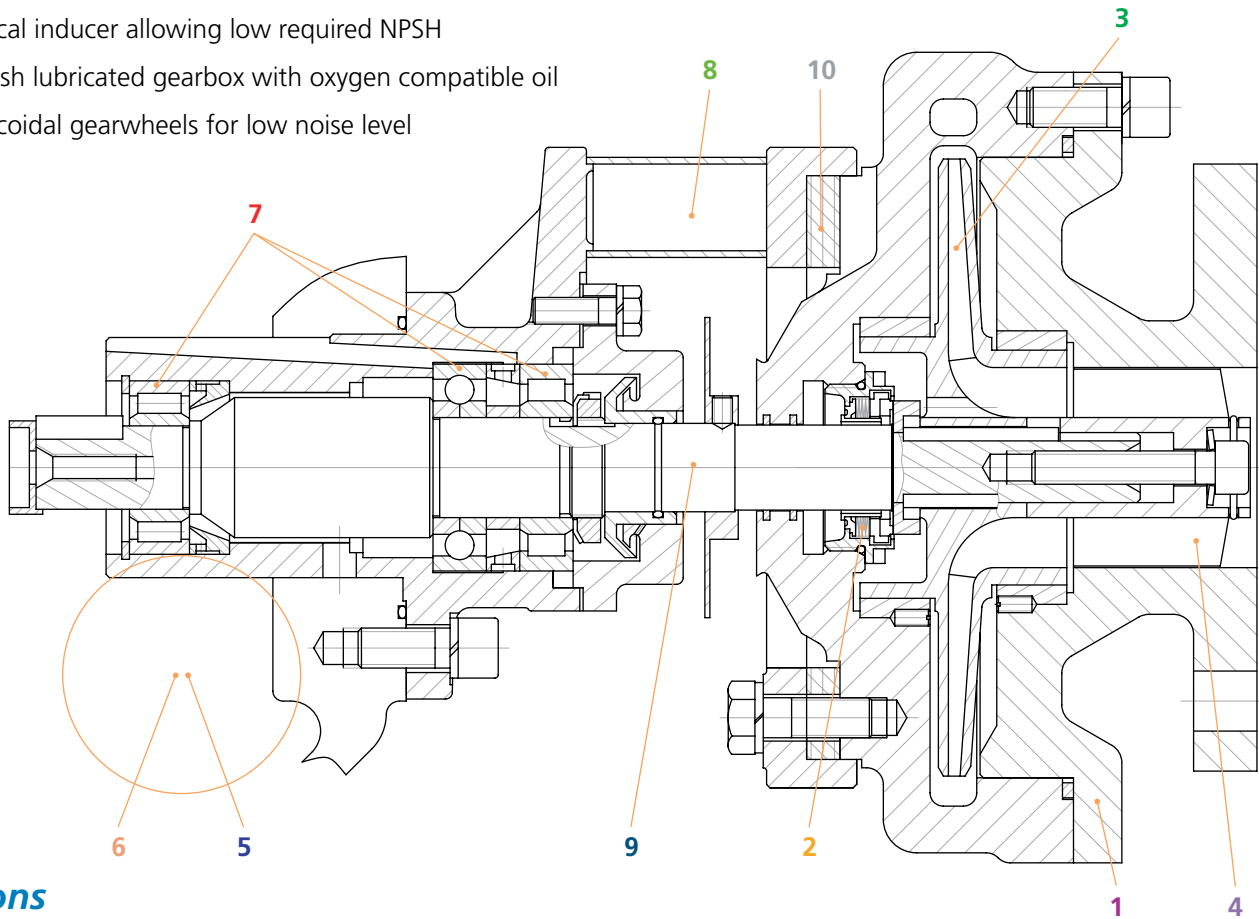 cal inducer allowing low required NPSH
sh lubricated gearbox with oxygen compatible oil
coidal gearwheels for low noise level
3
8
10
7
6
5
9
2
1
4
ons